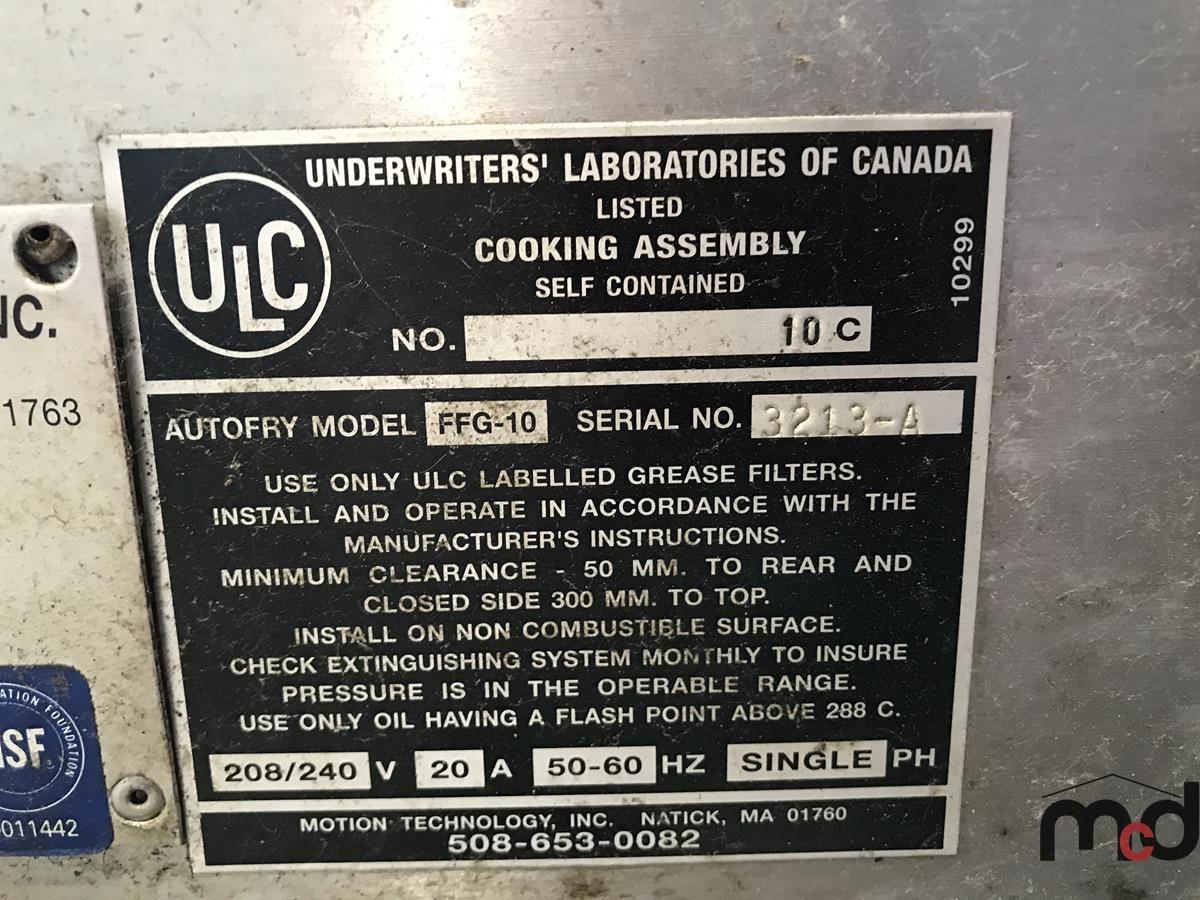 ULC
UNDERWRITERS' LABORATORIES OF CANADA
LISTED
COOKING ASSEMBLY
SELF CONTAINED
NO. 10 C
10299
AUTOFRY MODEL FFG-10 SERIAL NO. 3213-A
USE ONLY ULC LABELLED GREASE FILTERS.
INSTALL AND OPERATE IN ACCORDANCE WITH THE
MANUFACTURER'S INSTRUCTIONS.
MINIMUM CLEARANCE - 50 MM. TO REAR AND
CLOSED SIDE 300 MM. TO TOP.
INSTALL ON NON COMBUSTIBLE SURFACE.
CHECK EXTINGUISHING SYSTEM MONTHLY TO INSURE
PRESSURE IS IN THE OPERABLE RANGE.
USE ONLY OIL HAVING A FLASH POINT ABOVE 288 C.
208/240 V 20 A 50-60 HZ SINGLE PH
MOTION TECHNOLOGY, INC. NATICK, MA 01760
508-653-0082
NC.
1763
ATION FOUNDATION
SF
011442
mcd